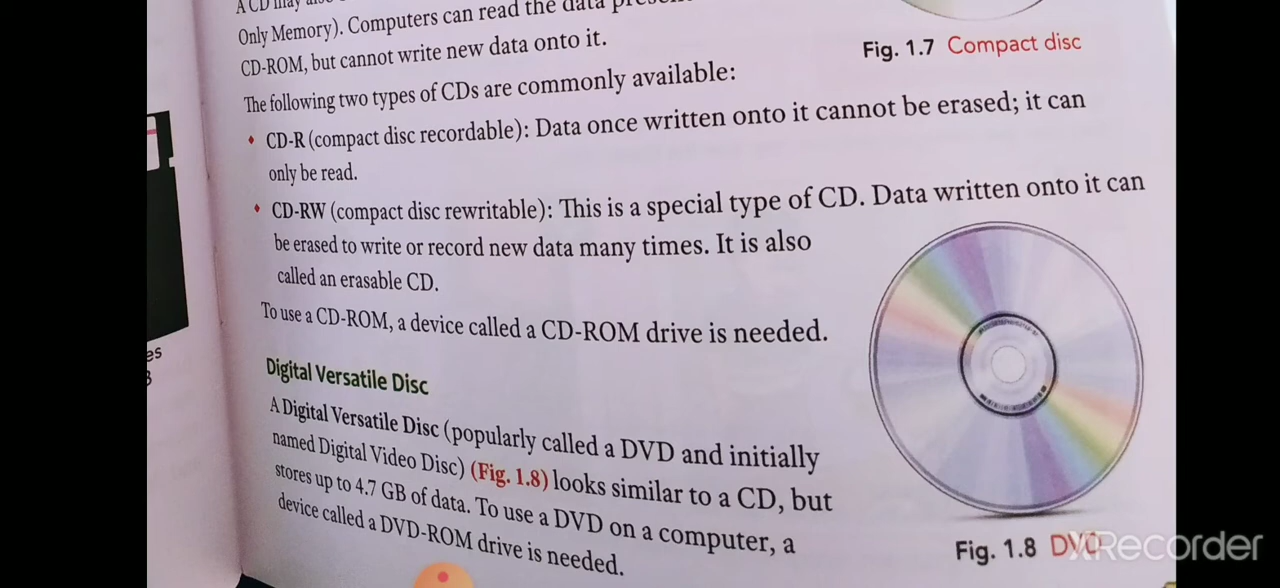 A CD may also
Only Memory). Computers can read the data
CD-ROM, but cannot write new data onto it.
Fig. 1.7 Compact disc
The following two types of CDs are commonly available:
• CD-R (compact disc recordable): Data once written onto it cannot be erased; it can
only be read.
• CD-RW (compact disc rewritable): This is a special type of CD. Data written onto it can
be erased to write or record new data many times. It is also
called an erasable CD.
To use a CD-ROM, a device called a CD-ROM drive is needed.
Digital Versatile Disc
A Digital Versatile Disc (popularly called a DVD and initially
named Digital Video Disc) (Fig. 1.8) looks similar to a CD, but
stores up to 4.7 GB of data. To use a DVD on a computer, a
device called a DVD-ROM drive is needed.
Fig. 1.8 DVD
XRecorder
es